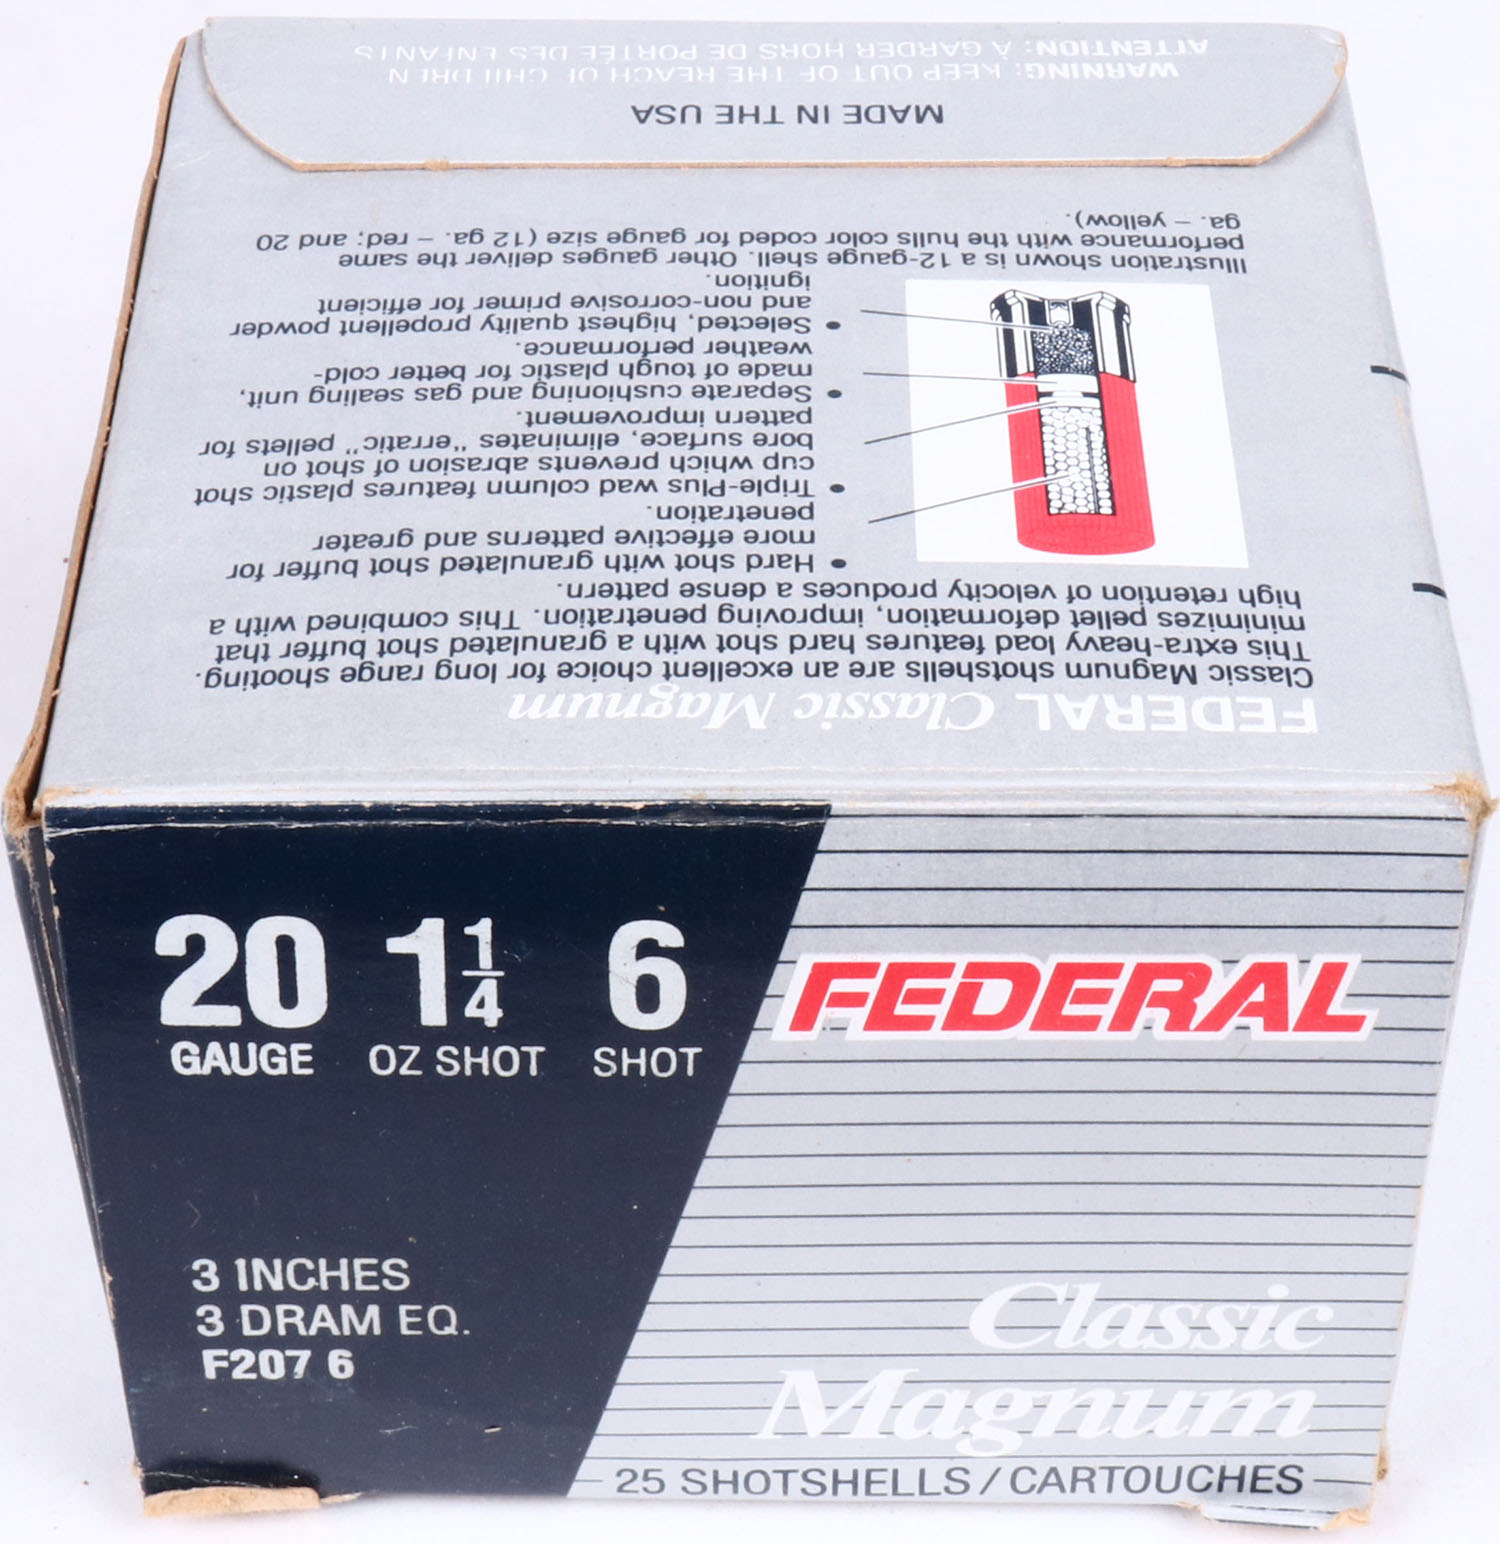 WARNING: KEEP OUT OF THE REACH OF CHILDREN
ATTENTION: À GARDER HORS DE PORTÉE DES ENFANTS
MADE IN THE USA
FEDERAL Classic Magnum
Classic Magnum shotshells are an excellent choice for long range shooting.
This extra-heavy load features hard shot with a granulated shot buffer that
minimizes pellet deformation, improving penetration. This combined with a
high retention of velocity produces a dense pattern.
• Hard shot with granulated shot buffer for
more effective patterns and greater
penetration.
• Triple-Plus wad column features plastic shot
cup which prevents abrasion of shot on
bore surface, eliminates "erratic" pellets for
pattern improvement.
• Separate cushioning and gas sealing unit,
made of tough plastic for better cold-
weather performance.
• Selected, highest quality propellent powder
and non-corrosive primer for efficient
ignition.
Illustration shown is a 12-gauge shell. Other gauges deliver the same
performance with the hulls color coded for gauge size (12 ga. – red; and 20
ga. – yellow).
20 1 1/4 6
GAUGE OZ SHOT SHOT
FEDERAL
3 INCHES
3 DRAM EQ.
F207 6
Classic
Magnum
25 SHOTSHELLS / CARTOUCHES